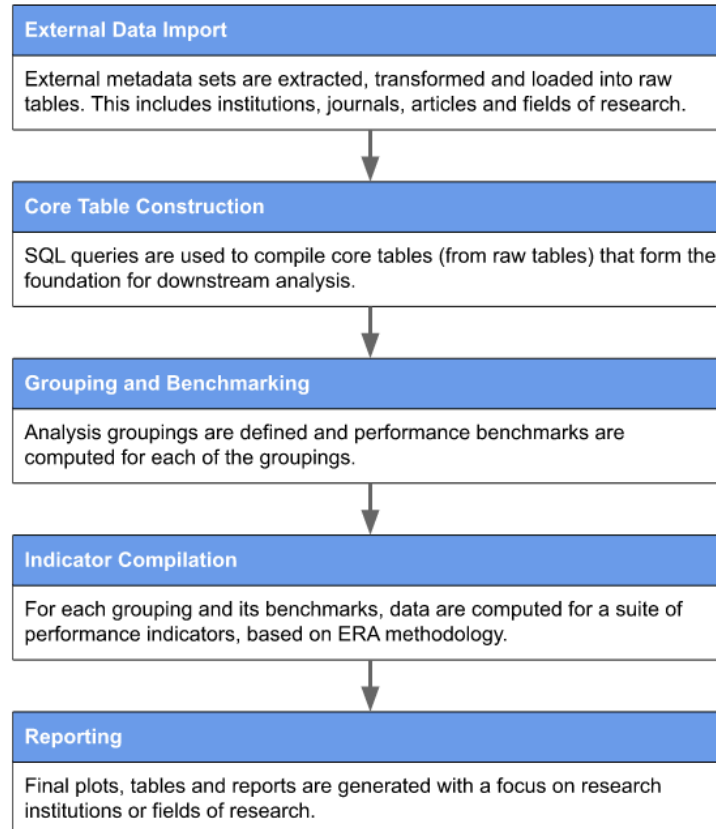 External Data Import
External metadata sets are extracted, transformed and loaded into raw
tables. This includes institutions, journals, articles and fields of research.
Core Table Construction
SQL queries are used to compile core tables (from raw tables) that form the
foundation for downstream analysis.
Grouping and Benchmarking
Analysis groupings are defined and performance benchmarks are
computed for each of the groupings.
Indicator Compilation
For each grouping and its benchmarks, data are computed for a suite of
performance indicators, based on ERA methodology.
Reporting
Final plots, tables and reports are generated with a focus on research
institutions or fields of research.